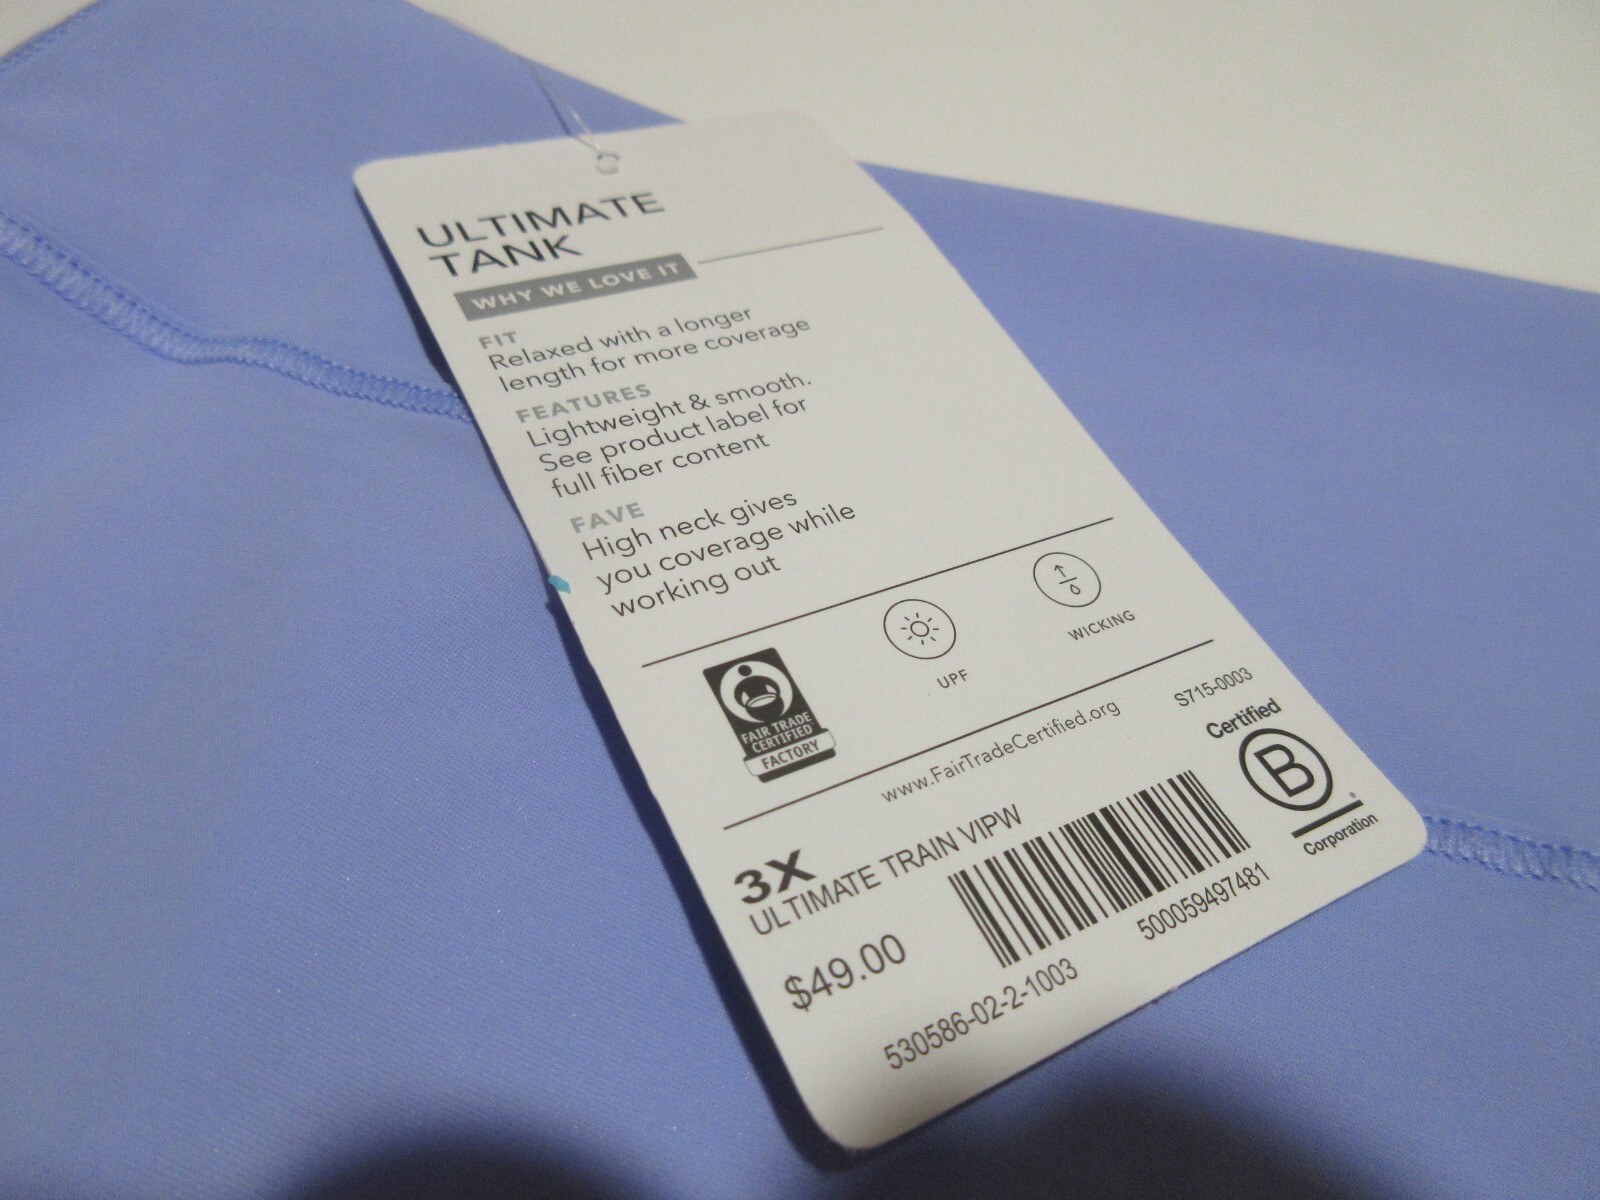 ULTIMATE
TANK
WHY WE LOVE IT
FIT
Relaxed with a longer
length for more coverage
FEATURES
Lightweight & smooth.
See product label for
full fiber content
FAVE
High neck gives
you coverage while
working out
FAIR TRADE
CERTIFIED
FACTORY
UPF
WICKING
www.FairTradeCertified.org
S715-0003
Certified
B
Corporation
3X
ULTIMATE TRAIN VIPW
$49.00
500059497481
530586-02-2-1003